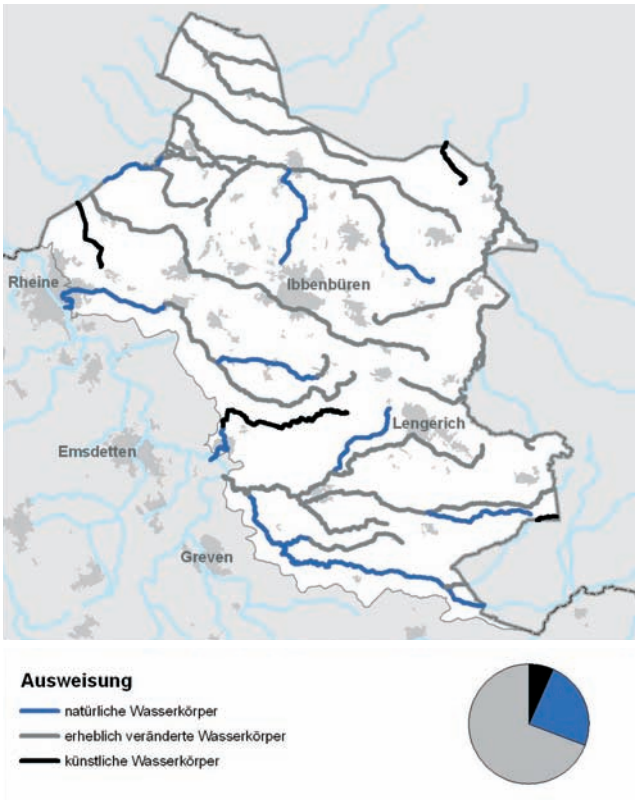 Rheine
Ibbenbüren
Lengerich
Emsdetten
Greven
Ausweisung
natürliche Wasserkörper
erheblich veränderte Wasserkörper
künstliche Wasserkörper